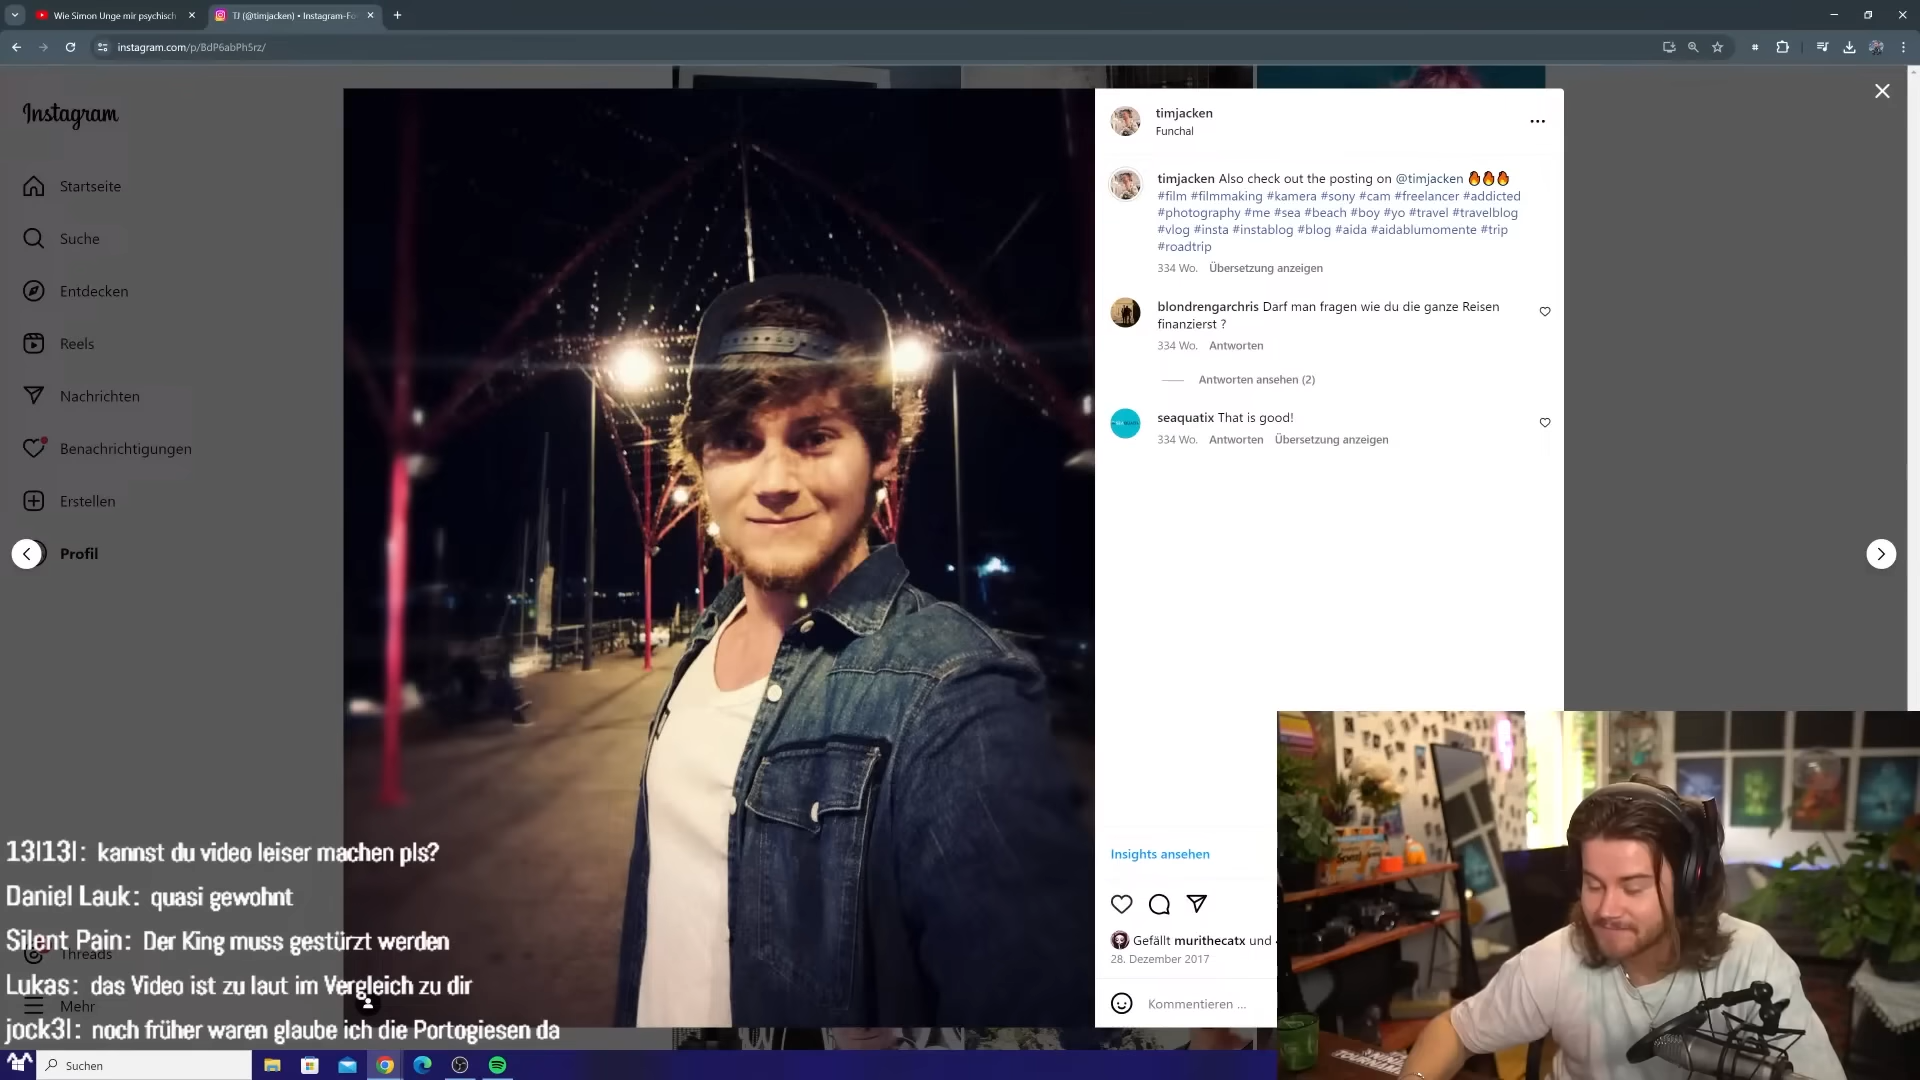 Wie Simon Unge mir psychisch
TJ (@timjacken) • Instagram-Fo
instagram.com/p/BdP6abPh5rz/
Instagram
Startseite
Suche
Entdecken
Reels
Nachrichten
Benachrichtigungen
Erstellen
Profil
Threads
Mehr
timjacken
Funchal
timjacken Also check out the posting on @timjacken 🔥🔥🔥
#film #filmmaking #kamera #sony #cam #freelancer #addicted
#photography #me #sea #beach #boy #yo #travel #travelblog
#vlog #insta #instablog #blog #aida #aidablumomente #trip
#roadtrip
334 Wo. Übersetzung anzeigen
blondrengarchris Darf man fragen wie du die ganze Reisen
finanzierst ?
334 Wo. Antworten
Antworten ansehen (2)
seaquatix That is good!
334 Wo. Antworten Übersetzung anzeigen
Insights ansehen
Gefällt murithecatx und
28. Dezember 2017
Kommentieren ...
13|13|: kannst du video leiser machen pls?
Daniel Lauk: quasi gewohnt
Silent Pain: Der King muss gestürzt werden
Lukas: das Video ist zu laut im Vergleich zu dir
jock3l: noch früher waren glaube ich die Portogiesen da
Suchen